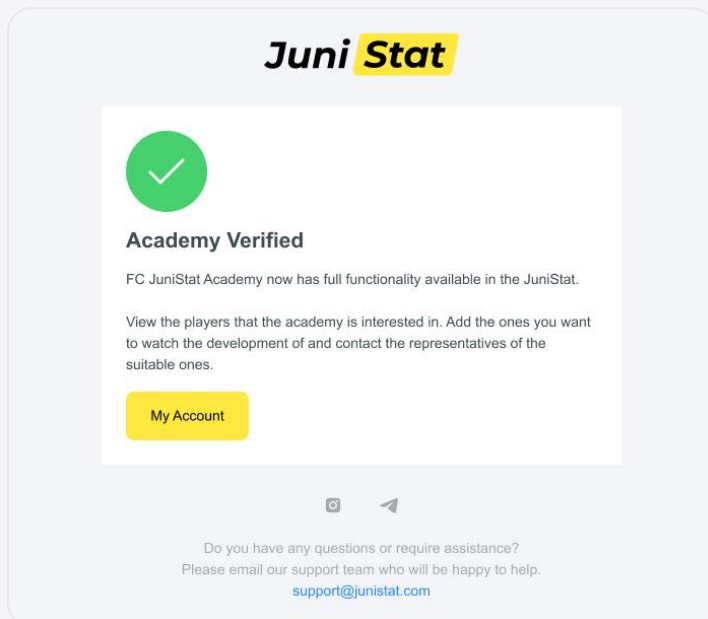 Juni Stat
Academy Verified
FC JuniStat Academy now has full functionality available in the JuniStat.
View the players that the academy is interested in. Add the ones you want
to watch the development of and contact the representatives of the
suitable ones.
My Account
Do you have any questions or require assistance?
Please email our support team who will be happy to help.
support@junistat.com